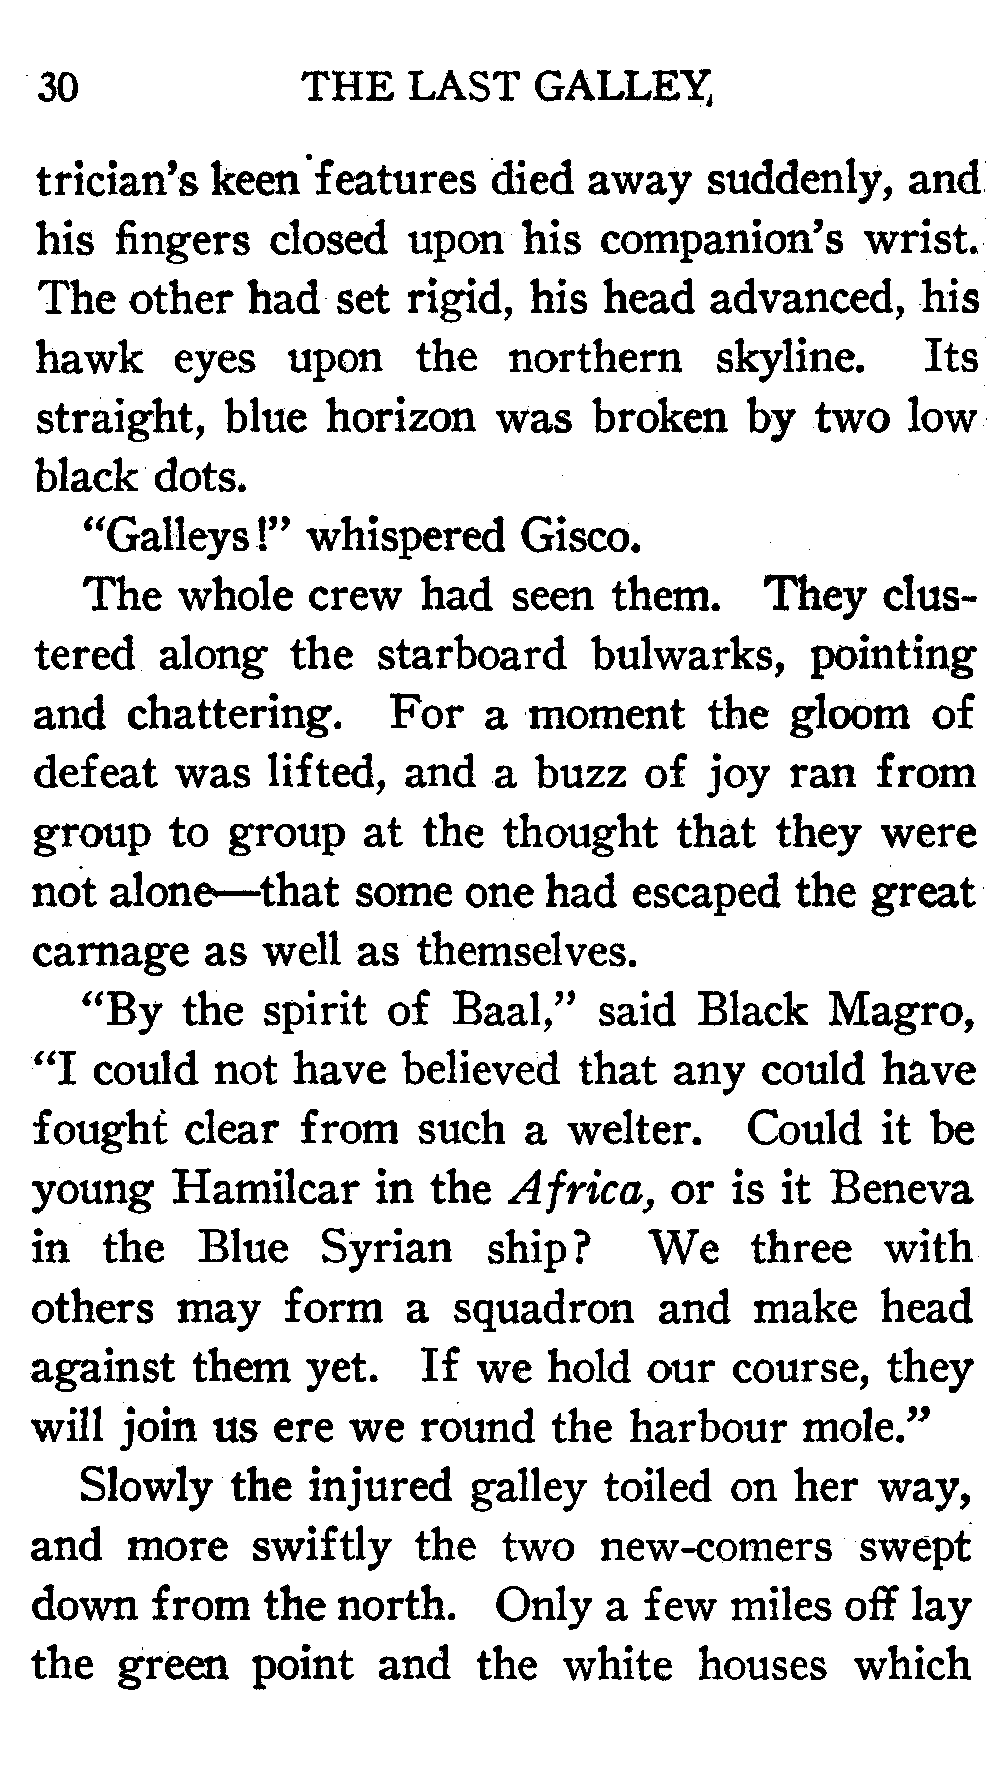 30 THE LAST GALLEY
trician's keen features died away suddenly, and
his fingers closed upon his companion's wrist.
The other had set rigid, his head advanced, his
hawk eyes upon the northern skyline. Its
straight, blue horizon was broken by two low
black dots.
“Galleys!” whispered Gisco.
The whole crew had seen them. They clus-
tered along the starboard bulwarks, pointing
and chattering. For a moment the gloom of
defeat was lifted, and a buzz of joy ran from
group to group at the thought that they were
not alone—that some one had escaped the great
carnage as well as themselves.
“By the spirit of Baal,” said Black Magro,
“I could not have believed that any could have
fought clear from such a welter. Could it be
young Hamilcar in the Africa, or is it Beneva
in the Blue Syrian ship? We three with
others may form a squadron and make head
against them yet. If we hold our course, they
will join us ere we round the harbour mole.”
Slowly the injured galley toiled on her way,
and more swiftly the two new-comers swept
down from the north. Only a few miles off lay
the green point and the white houses which